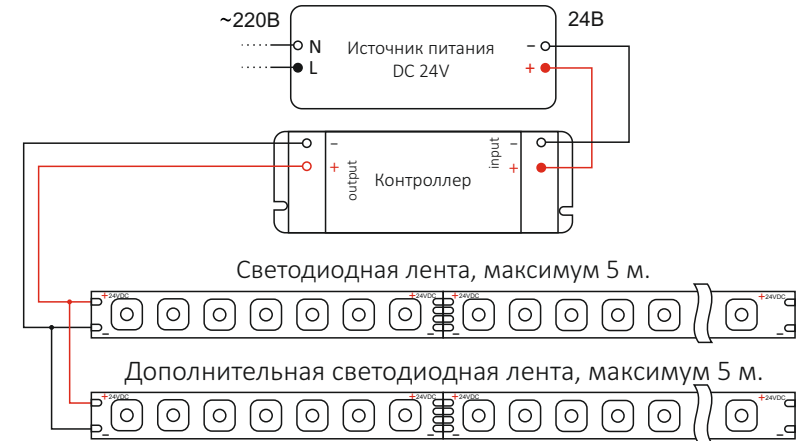 ~220В
24В
N
Источник питания
−
L
DC 24V
+
− −
+ output Контроллер input +
Светодиодная лента, максимум 5 м.
+24VDC +24VDC +24VDC +24VDC
− − −
Дополнительная светодиодная лента, максимум 5 м.
+24VDC +24VDC +24VDC +24VDC
− − −